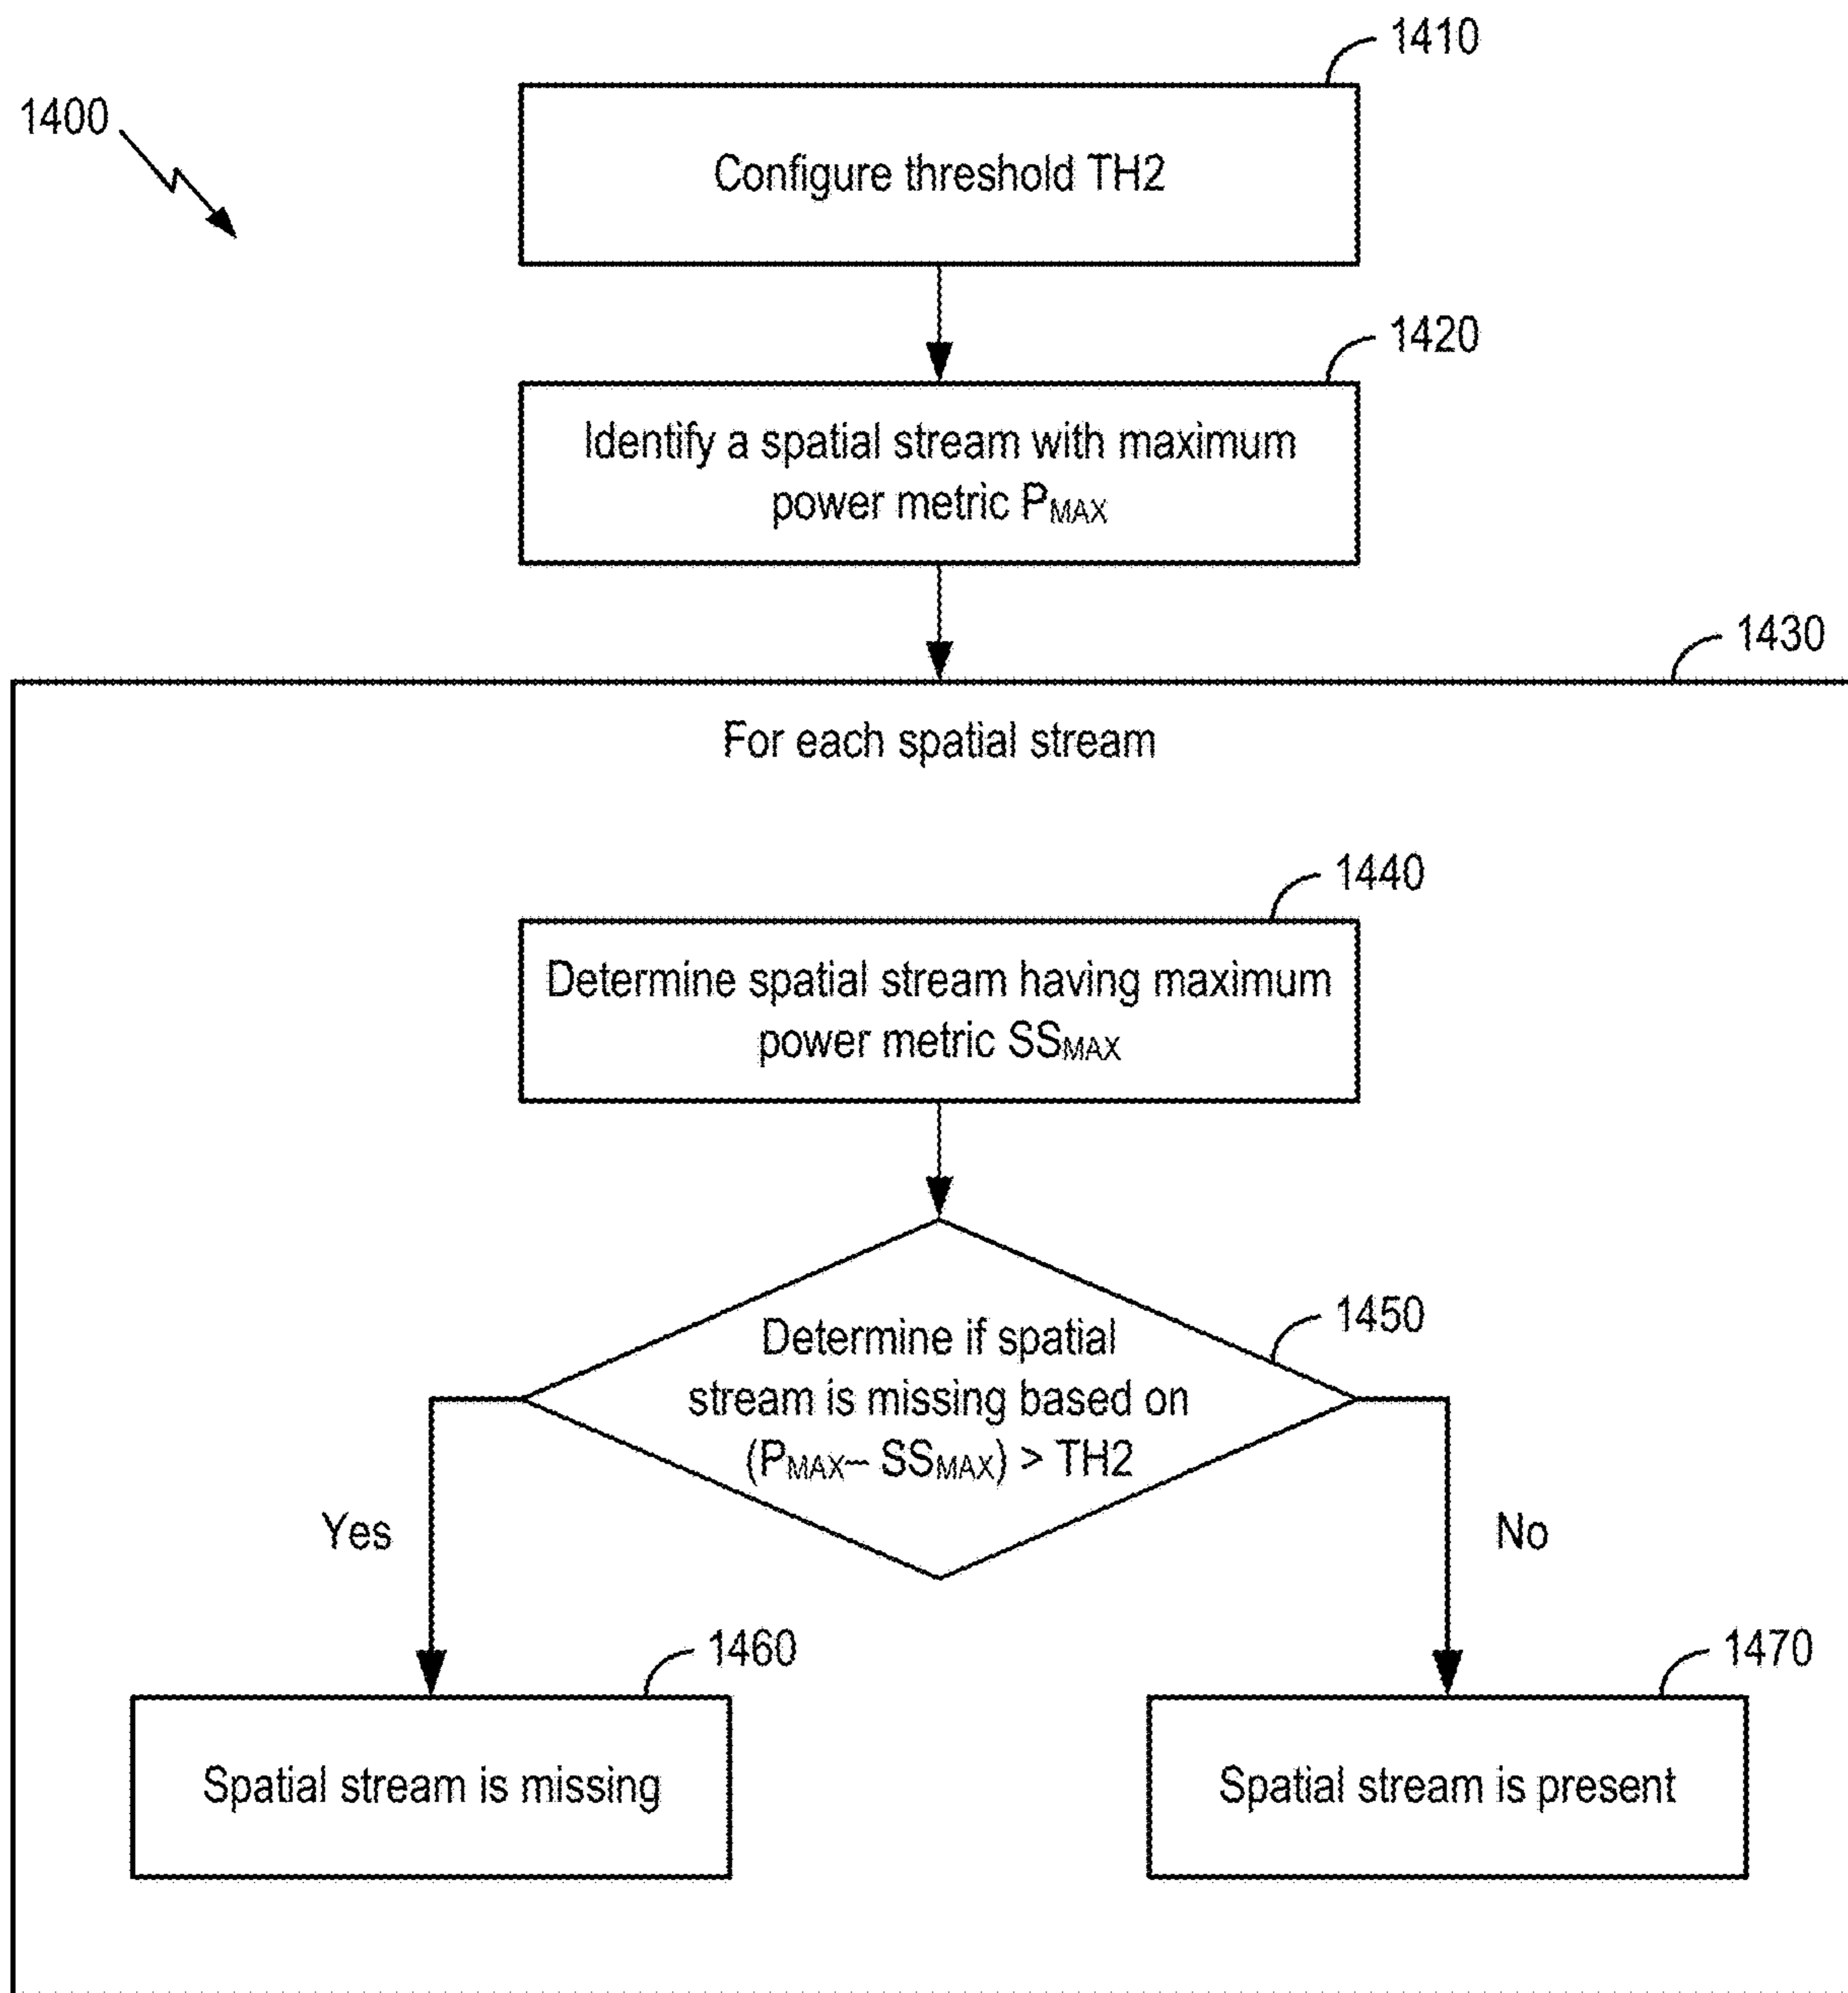 1410
1400
Configure threshold TH2
1420
Identify a spatial stream with maximum
power metric PMAX
1430
For each spatial stream
1440
Determine spatial stream having maximum
power metric SSMAX
1450
Determine if spatial
stream is missing based on
(PMAX– SSMAX) > TH2
Yes
No
1460
1470
Spatial stream is missing
Spatial stream is present